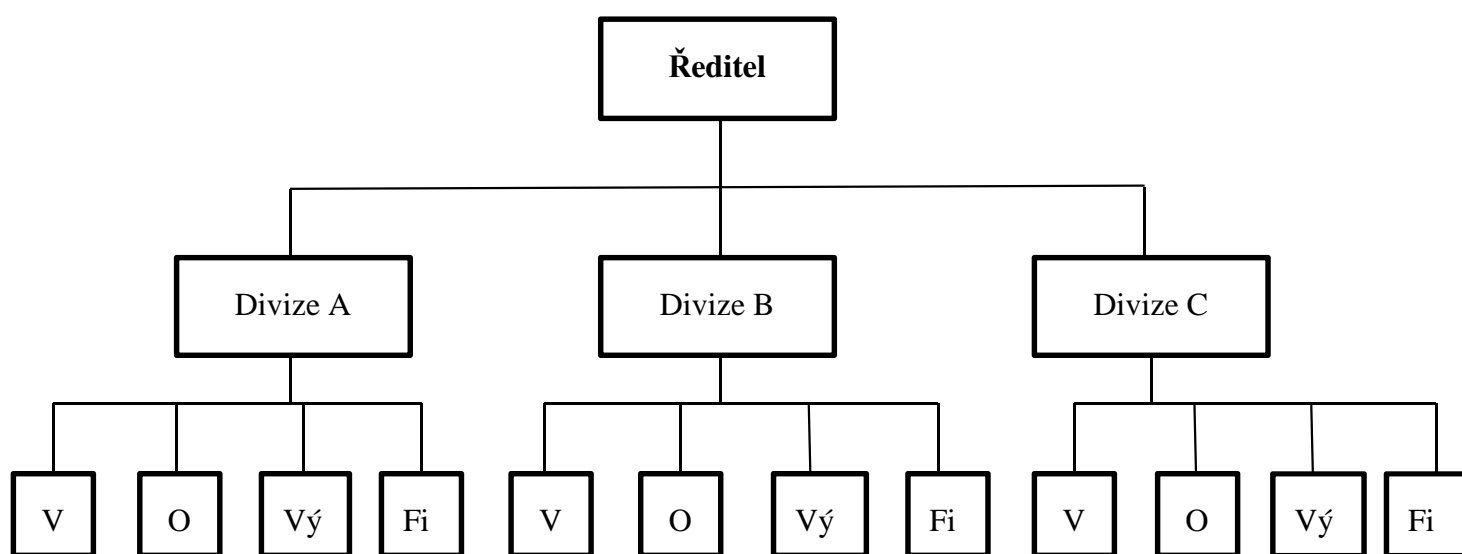 Ředitel
Divize A
Divize B
Divize C
V O Vý Fi V O Vý Fi V O Vý Fi